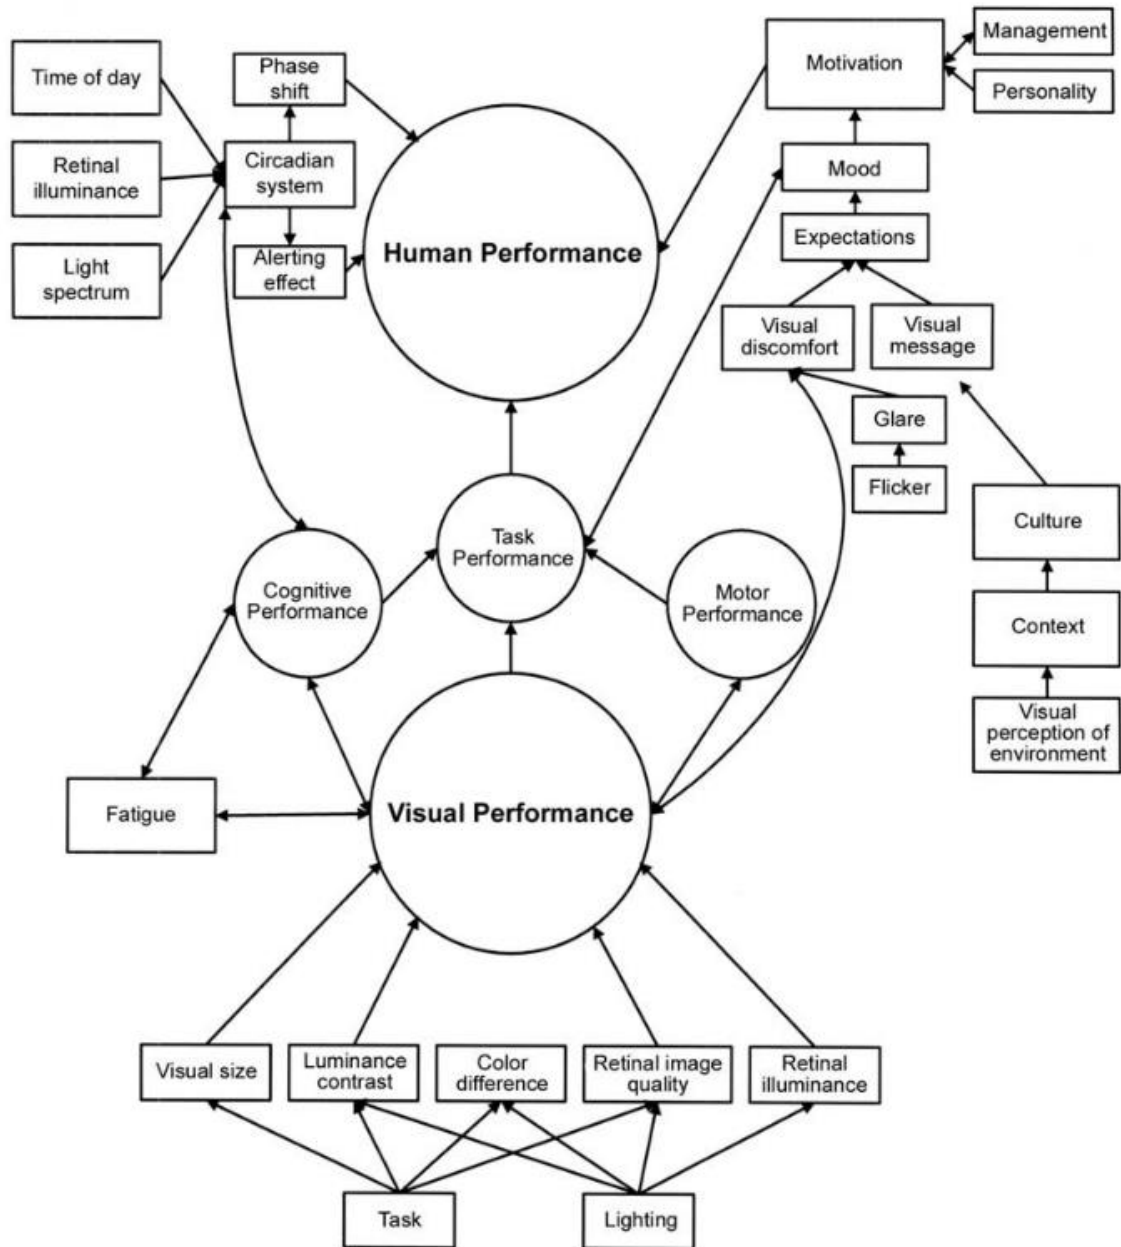 Time of day
Retinal
illuminance
Light
spectrum
Phase
shift
Circadian
system
Alerting
effect
Human Performance
Motivation
Management
Personality
Mood
Expectations
Visual
discomfort
Visual
message
Glare
Flicker
Culture
Context
Visual
perception of
environment
Task
Performance
Cognitive
Performance
Motor
Performance
Fatigue
Visual Performance
Visual size
Luminance
contrast
Color
difference
Retinal image
quality
Retinal
illuminance
Task
Lighting